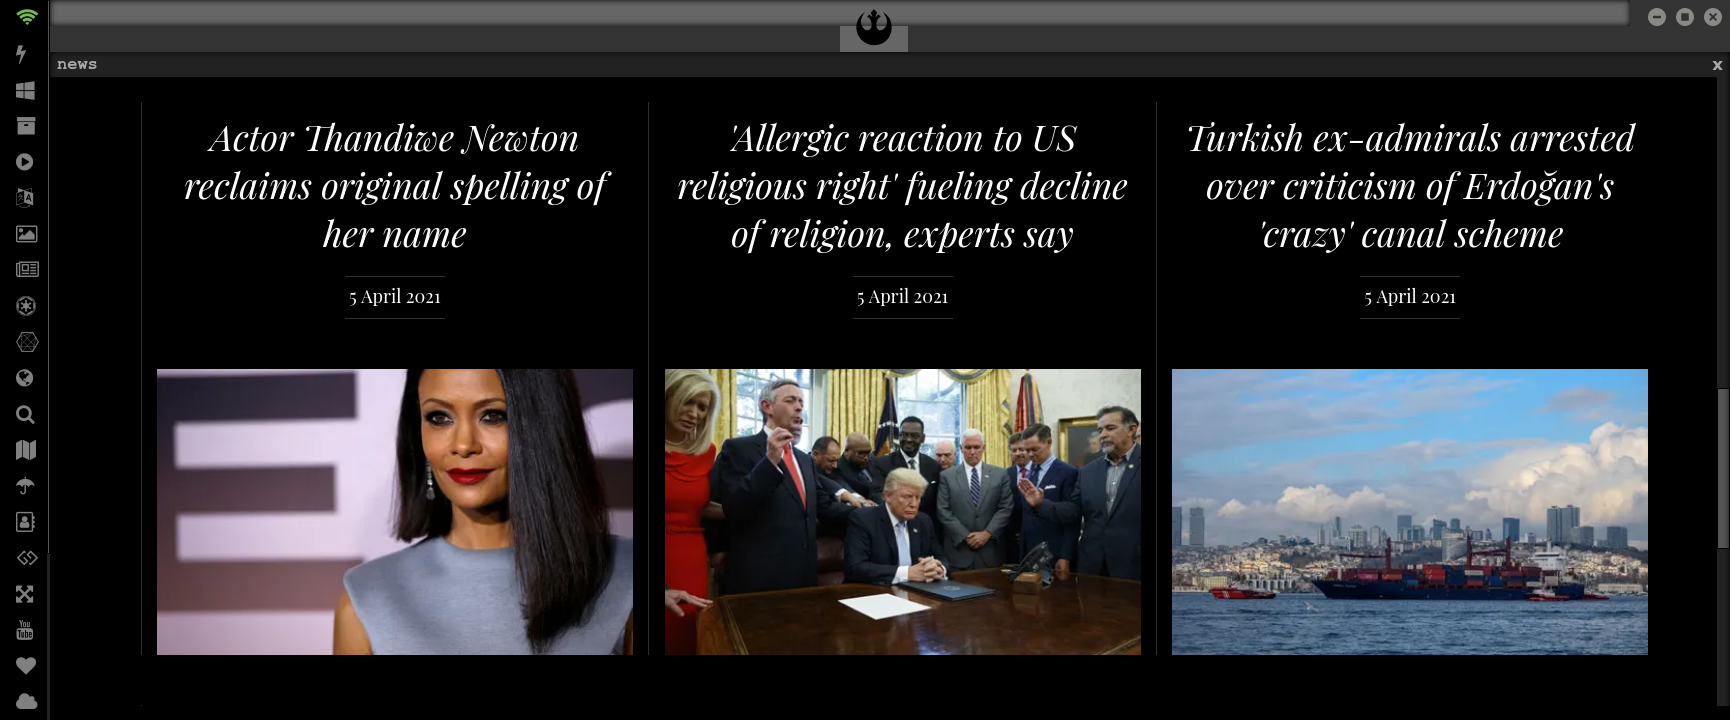 news
x
Actor Thandiwe Newton
reclaims original spelling of
her name
5 April 2021
'Allergic reaction to US
religious right' fueling decline
of religion, experts say
5 April 2021
Turkish ex-admirals arrested
over criticism of Erdoğan's
'crazy' canal scheme
5 April 2021
You
Tube